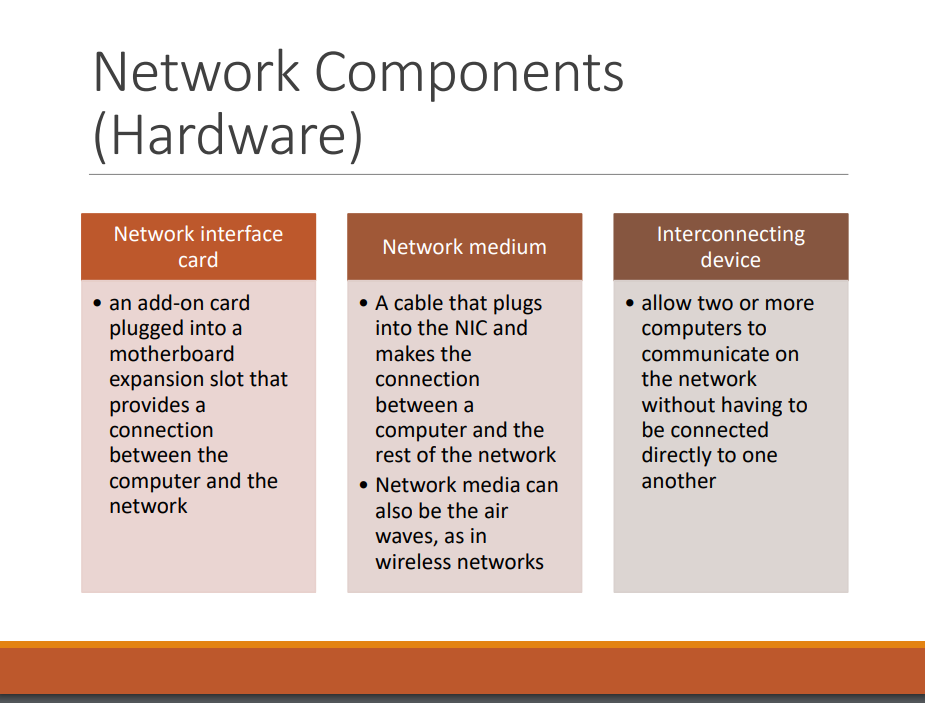 Network Components
(Hardware)
Network interface
card
• an add-on card
plugged into a
motherboard
expansion slot that
provides a
connection
between the
computer and the
network
Network medium
• A cable that plugs
into the NIC and
makes the
connection
between a
computer and the
rest of the network
• Network media can
also be the air
waves, as in
wireless networks
Interconnecting
device
• allow two or more
computers to
communicate on
the network
without having to
be connected
directly to one
another